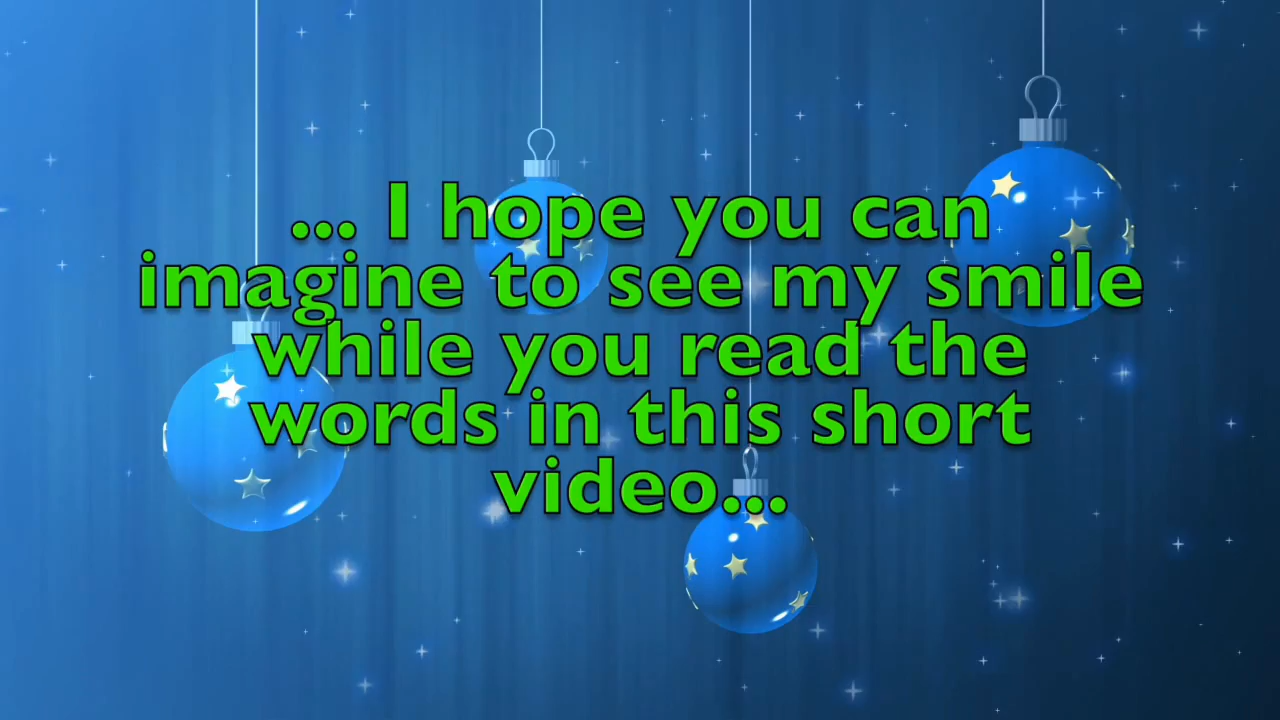 ... I hope you can
imagine to see my smile
while you read the
words in this short
video...